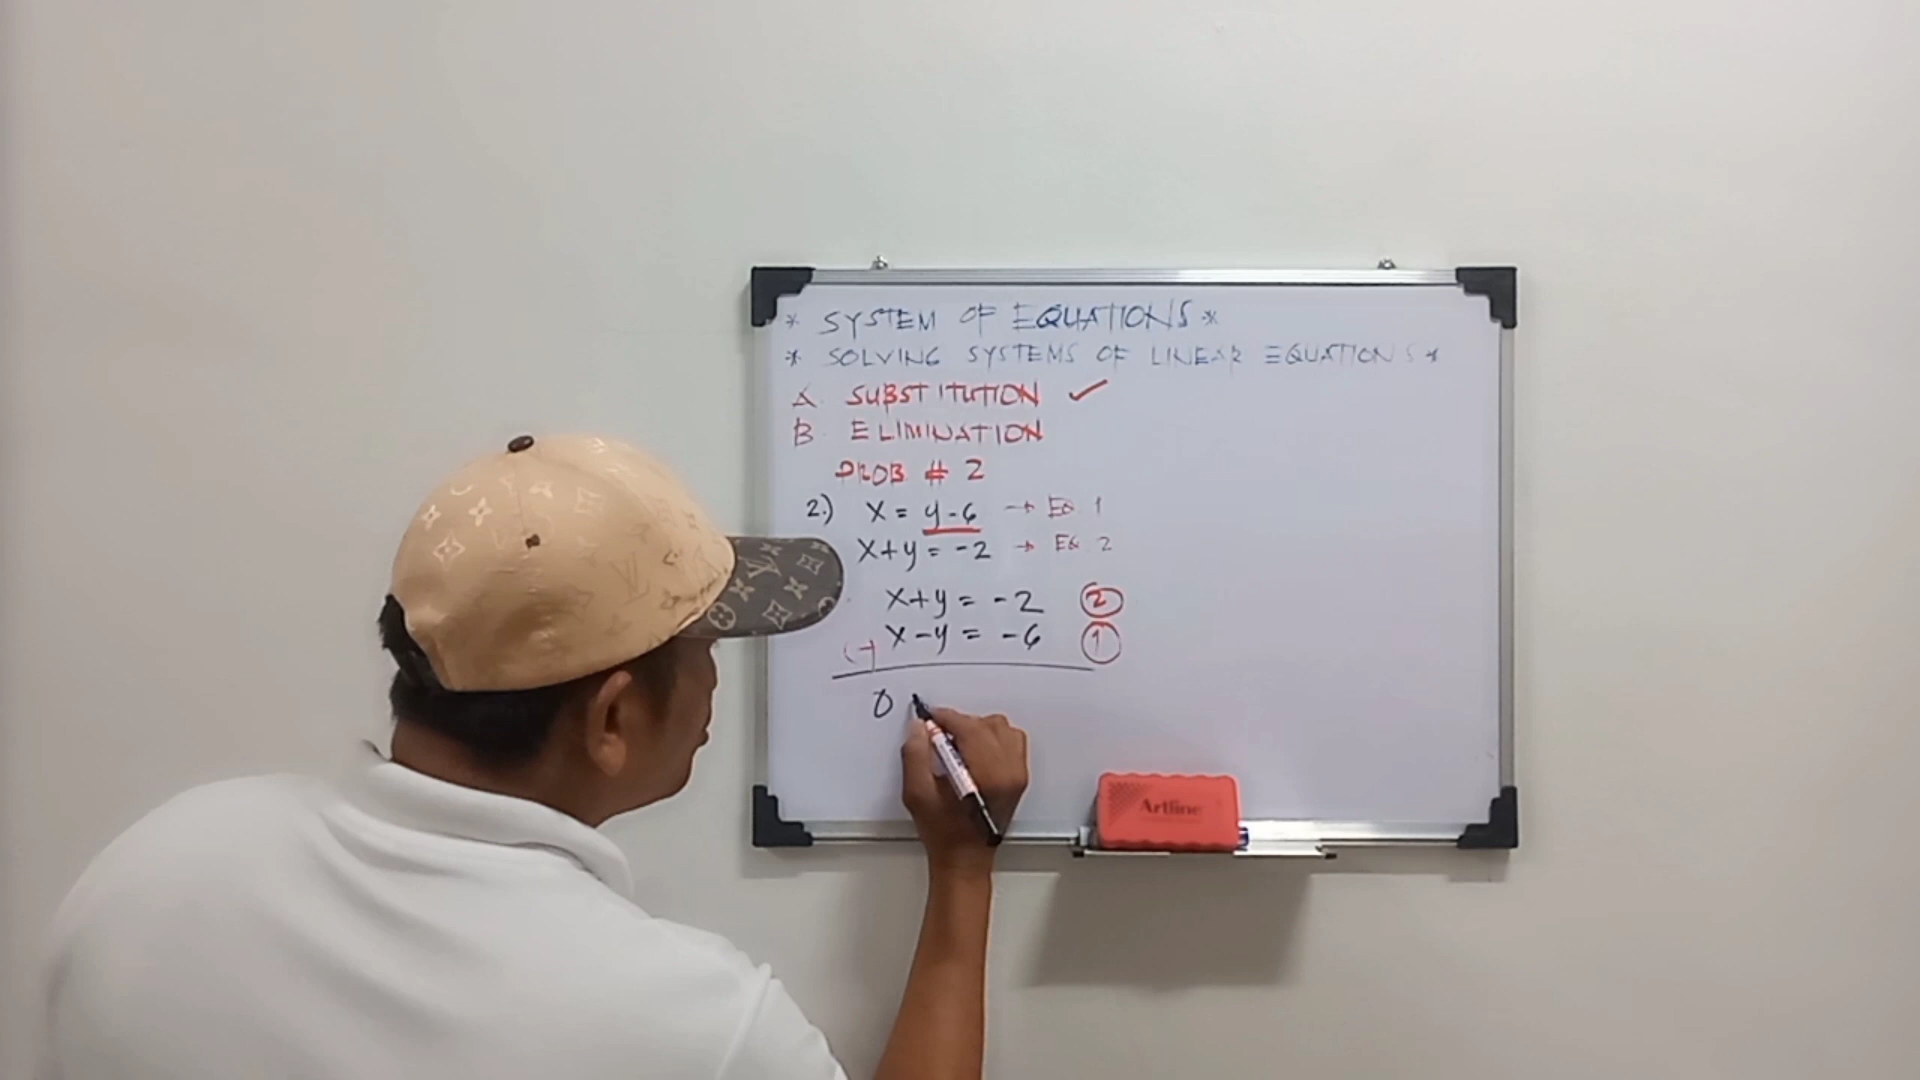 * SYSTEM OF EQUATIONS *
* SOLVING SYSTEMS OF LINEAR EQUATIONS *
A. SUBSTITUTION ✓
B. ELIMINATION
PROB # 2
2.) x = y - 6 → EQ 1
x + y = -2 → EQ 2
x + y = -2 ②
(-) x - y = -6 ①
0
Artline